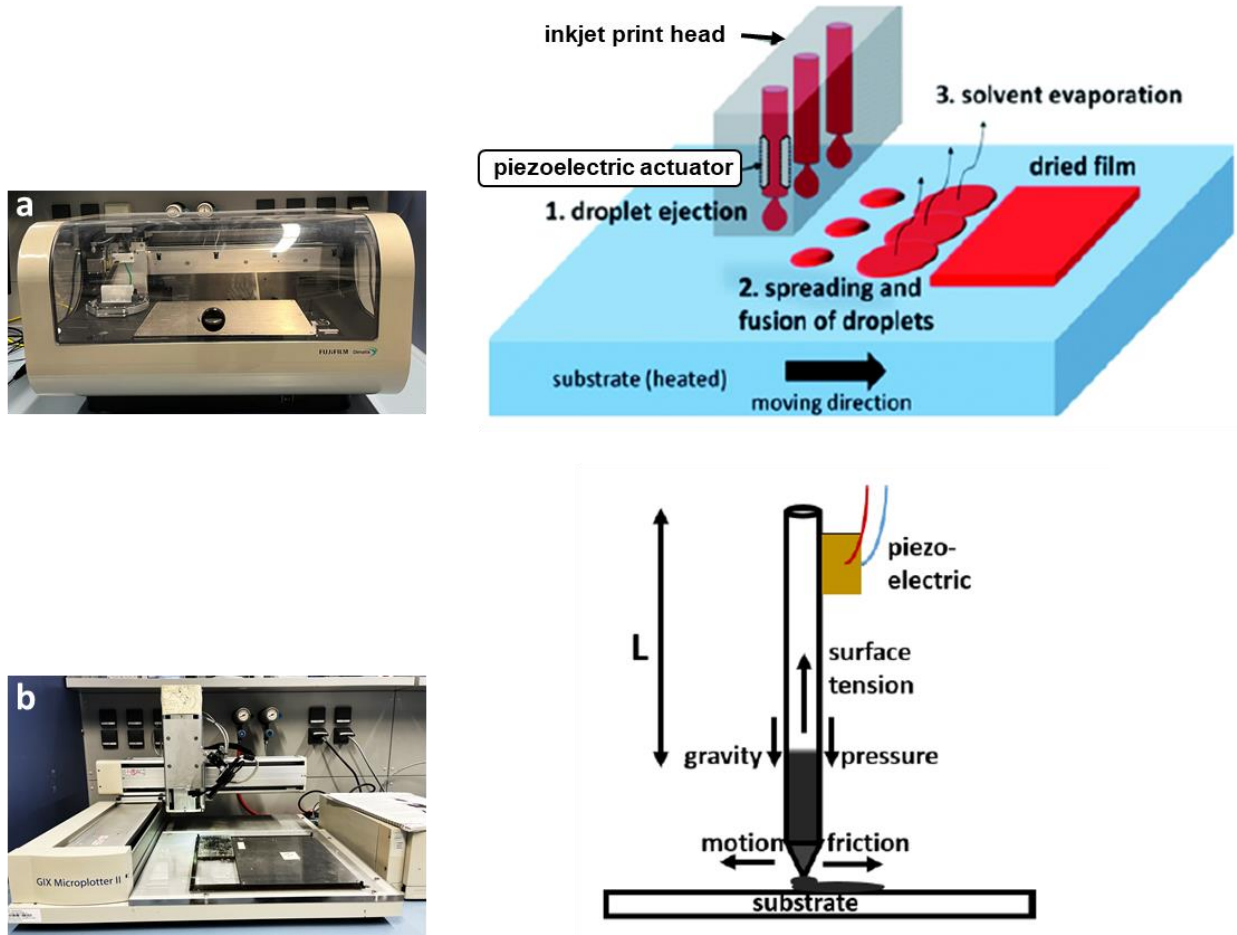 a
FUJIFILM Dimatix
inkjet print head
3. solvent evaporation
piezoelectric actuator
dried film
1. droplet ejection
2. spreading and
fusion of droplets
substrate (heated)
moving direction
b
GIX Microplotter II
piezo-
electric
L
surface
tension
gravity
pressure
motion
friction
substrate